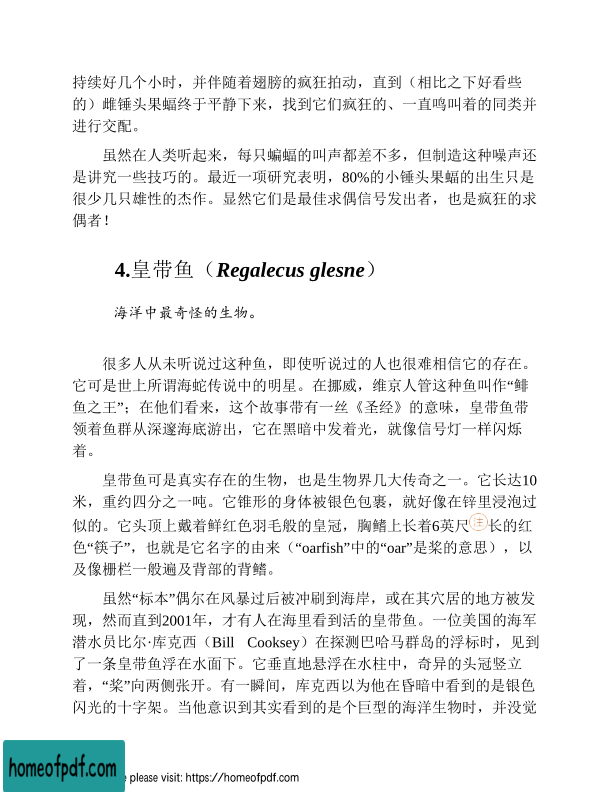 持续好几个小时，并伴随着翅膀的疯狂拍动，直到（相比之下好看些
的）雌锤头果蝠终于平静下来，找到它们疯狂的、一直鸣叫着的同类并
进行交配。
虽然在人类听起来，每只蝙蝠的叫声都差不多，但制造这种噪声还
是讲究一些技巧的。最近一项研究表明，80%的小锤头果蝠的出生只是
很少几只雄性的杰作。显然它们是最佳求偶信号发出者，也是疯狂的求
偶者！
4.皇带鱼（Regalecus glesne）
海洋中最奇怪的生物。
很多人从未听说过这种鱼，即使听说过的人也很难相信它的存在。
它可是世上所谓海蛇传说中的明星。在挪威，维京人管这种鱼叫作“鲱
鱼之王”；在他们看来，这个故事带有一丝《圣经》的意味，皇带鱼带
领着鱼群从深邃海底游出，它在黑暗中发着光，就像信号灯一样闪烁
着。
皇带鱼可是真实存在的生物，也是生物界几大传奇之一。它长达10
米，重约四分之一吨。它锥形的身体被银色包裹，就好像在锌里浸泡过
似的。它头顶上戴着鲜红色羽毛般的皇冠，胸鳍上长着6英尺注长的红
色“筷子”，也就是它名字的由来（“oarfish”中的“oar”是桨的意思），以
及像栅栏一般遍及背部的背鳍。
虽然“标本”偶尔在风暴过后被冲刷到海岸，或在其穴居的地方被发
现，然而直到2001年，才有人在海里看到活的皇带鱼。一位美国的海军
潜水员比尔·库克西（Bill Cooksey）在探测巴哈马群岛的浮标时，见到
了一条皇带鱼浮在水面下。它垂直地悬浮在水柱中，奇异的头冠竖立
着，“桨”向两侧张开。有一瞬间，库克西以为他在昏暗中看到的是银色
闪光的十字架。当他意识到其实看到的是个巨型的海洋生物时，并没觉
homeofpdf.com
e please visit: https://homeofpdf.com